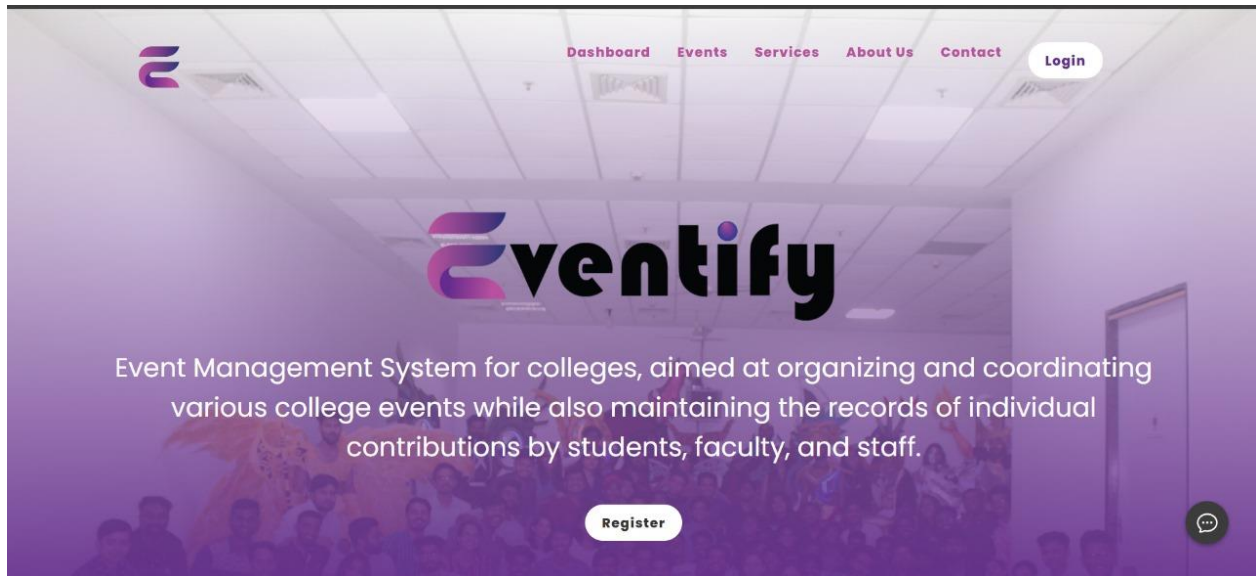 Dashboard Events Services About Us Contact Login
Eventify
Event Management System for colleges, aimed at organizing and coordinating
various college events while also maintaining the records of individual
contributions by students, faculty, and staff.
Register